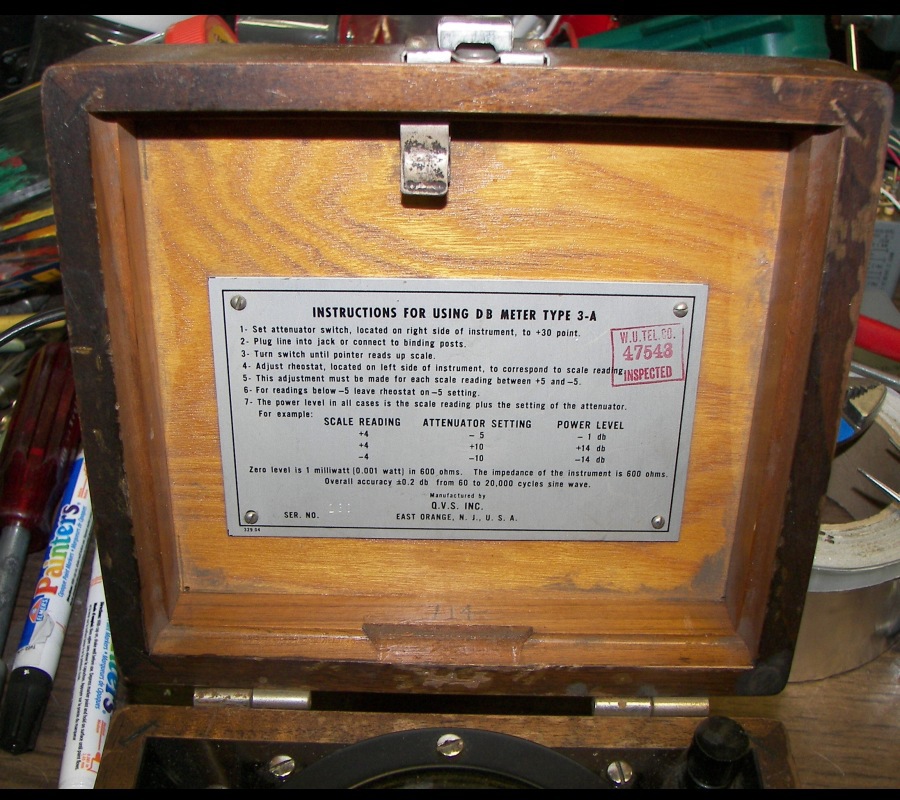 INSTRUCTIONS FOR USING DB METER TYPE 3-A
1- Set attenuator switch, located on right side of instrument, to +30 point.
2- Plug line into jack or connect to binding posts.
3- Turn switch until pointer reads up scale.
4- Adjust rheostat, located on left side of instrument, to correspond to scale reading.
5- This adjustment must be made for each scale reading between +5 and -5.
6- For readings below -5 leave rheostat on -5 setting.
7- The power level in all cases is the scale reading plus the setting of the attenuator.
For example:
SCALE READING ATTENUATOR SETTING POWER LEVEL
+4 - 5 - 1 db
+4 +10 +14 db
-4 -10 -14 db
Zero level is 1 milliwatt (0.001 watt) in 600 ohms. The impedance of the instrument is 600 ohms.
Overall accuracy ±0.2 db from 60 to 20,000 cycles sine wave.
Manufactured by
Q.V.S. INC.
SER. NO.
EAST ORANGE, N. J., U. S. A.
329.04
W.U.TEL.CO.
47543
INSPECTED
714
Painters